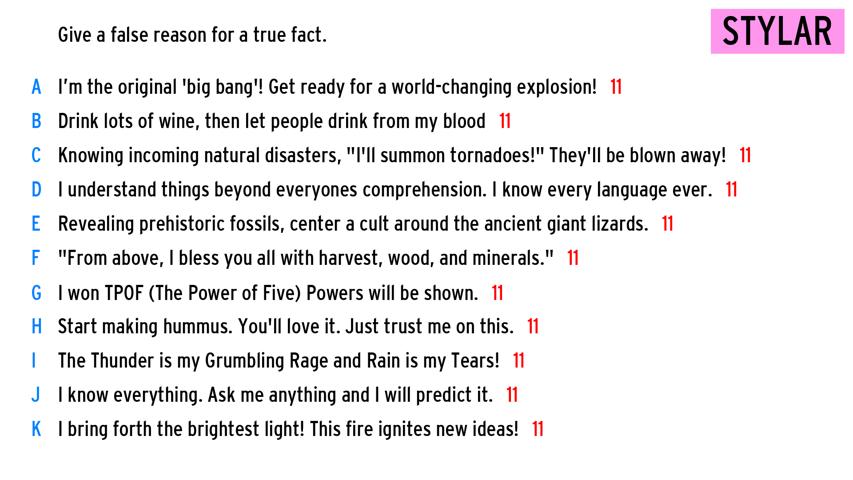 Give a false reason for a true fact.
STYLAR
A I'm the original 'big bang'! Get ready for a world-changing explosion! 11
B Drink lots of wine, then let people drink from my blood 11
C Knowing incoming natural disasters, "I'll summon tornadoes!" They'll be blown away! 11
D I understand things beyond everyones comprehension. I know every language ever. 11
E Revealing prehistoric fossils, center a cult around the ancient giant lizards. 11
F "From above, I bless you all with harvest, wood, and minerals." 11
G I won TPOF (The Power of Five) Powers will be shown. 11
H Start making hummus. You'll love it. Just trust me on this. 11
I The Thunder is my Grumbling Rage and Rain is my Tears! 11
J I know everything. Ask me anything and I will predict it. 11
K I bring forth the brightest light! This fire ignites new ideas! 11